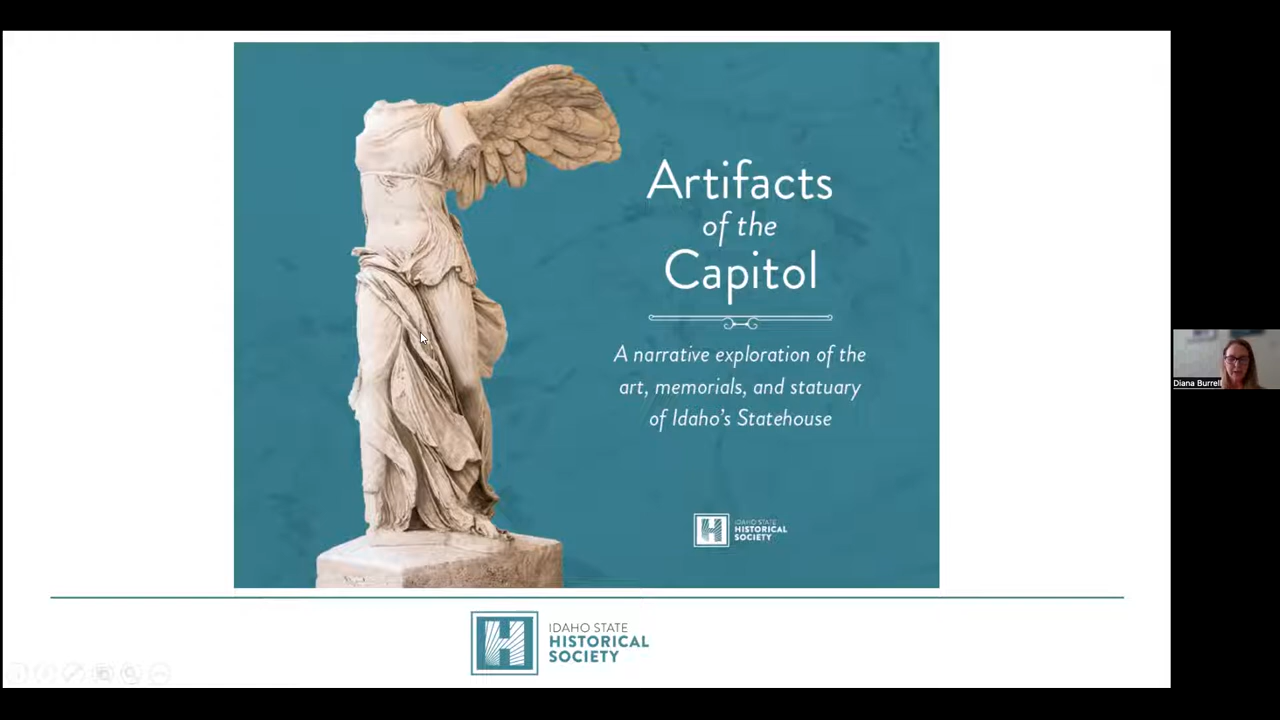 Artifacts
of the
Capitol
A narrative exploration of the
art, memorials, and statuary
of Idaho's Statehouse
IDAHO STATE
HISTORICAL
SOCIETY
IDAHO STATE
HISTORICAL
SOCIETY
Diana Burrell